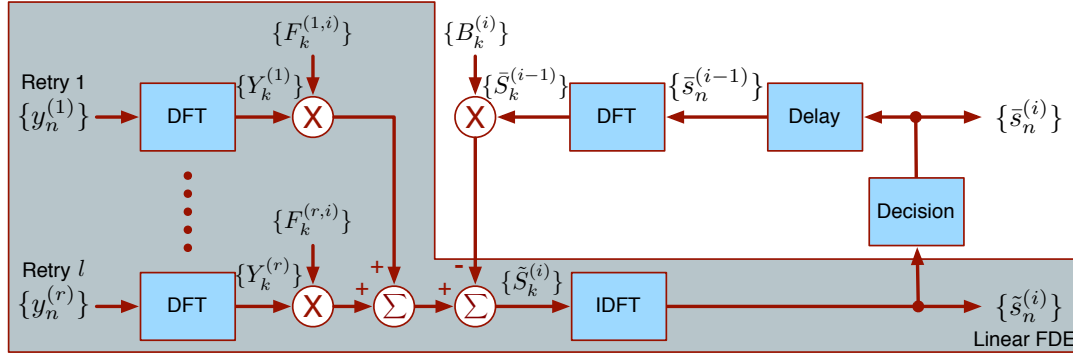 {F_k^{(1,i)}}
{B_k^{(i)}}
Retry 1
{y_n^{(1)}}
DFT
{Y_k^{(1)}}
X
X
{S̄_k^{(i−1)}}
DFT
{s̄_n^{(i−1)}}
Delay
{s̄_n^{(i)}}
{F_k^{(r,i)}}
Decision
Retry l
{y_n^{(r)}}
DFT
{Y_k^{(r)}}
X
+
+
Σ
+
-
Σ
{S̃_k^{(i)}}
IDFT
{s̃_n^{(i)}}
Linear FDE